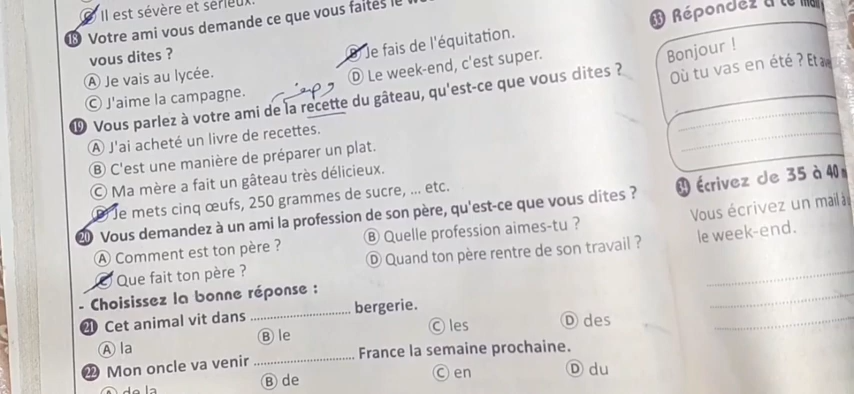 Il est sévère et sérieux.
⑱ Votre ami vous demande ce que vous faites le
vous dites ?
Ⓐ Je vais au lycée.
Ⓑ Je fais de l'équitation.
Ⓒ J'aime la campagne.
Ⓓ Le week-end, c'est super.
⑲ Vous parlez à votre ami de la recette du gâteau, qu'est-ce que vous dites ?
Ⓐ J'ai acheté un livre de recettes.
Ⓑ C'est une manière de préparer un plat.
Ⓒ Ma mère a fait un gâteau très délicieux.
Je mets cinq œufs, 250 grammes de sucre, ... etc.
⑳ Vous demandez à un ami la profession de son père, qu'est-ce que vous dites ?
Ⓐ Comment est ton père ?
Ⓑ Quelle profession aimes-tu ?
Que fait ton père ?
Ⓓ Quand ton père rentre de son travail ?
- Choisissez la bonne réponse :
㉑ Cet animal vit dans ............ bergerie.
Ⓐ la
Ⓑ le
Ⓒ les
Ⓓ des
㉒ Mon oncle va venir ............ France la semaine prochaine.
de la
Ⓑ de
Ⓒ en
Ⓓ du
㉝ Répondez à ce mail
Bonjour !
Où tu vas en été ? Et
㉞ Écrivez de 35 à 40
Vous écrivez un mail à
le week-end.